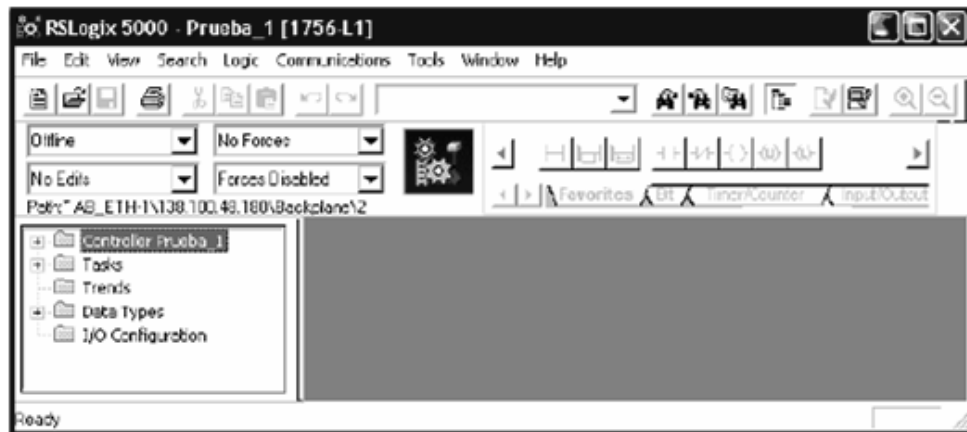 RSLogix 5000 - Prueba_1 [1756-L1]
File Edit View Search Logic Communications Tools Window Help
Offline No Forces
No Edits Forces Disabled
Path: AB_ETH-1\138.100.48.180\Backplane\2
Favorites Bit Timer/Counter Input/Output
Controller Prueba_1
Tasks
Trends
Data Types
I/O Configuration
Ready